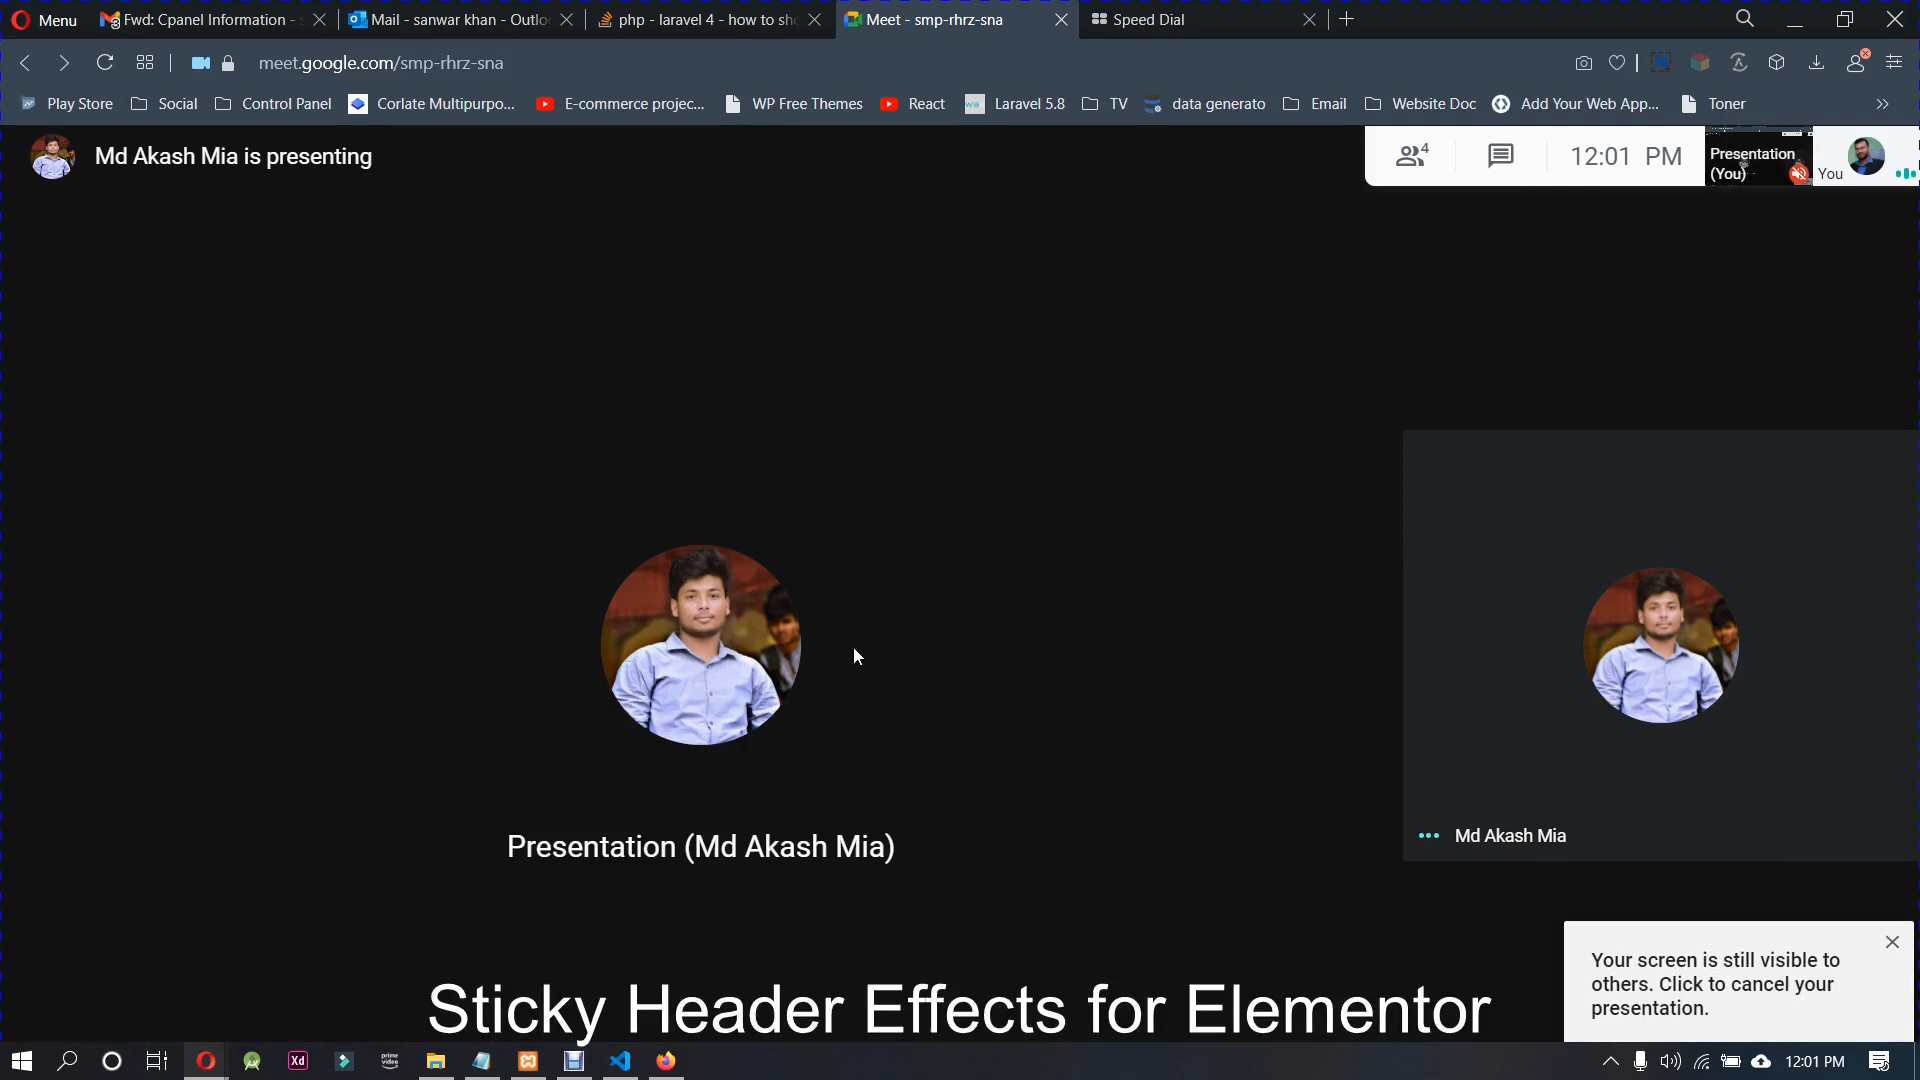 Menu
Fwd: Cpanel Information -
Mail - sanwar khan - Outlo
php - laravel 4 - how to sh
Meet - smp-rhrz-sna
Speed Dial
meet.google.com/smp-rhrz-sna
Play Store
Social
Control Panel
Corlate Multipurpo...
E-commerce projec...
WP Free Themes
React
Laravel 5.8
TV
data generato
Email
Website Doc
Add Your Web App...
Toner
Md Akash Mia is presenting
4
12:01 PM
Presentation
(You)
You
Presentation (Md Akash Mia)
Md Akash Mia
Your screen is still visible to
others. Click to cancel your
presentation.
Sticky Header Effects for Elementor
Xd
prime
video
12:01 PM